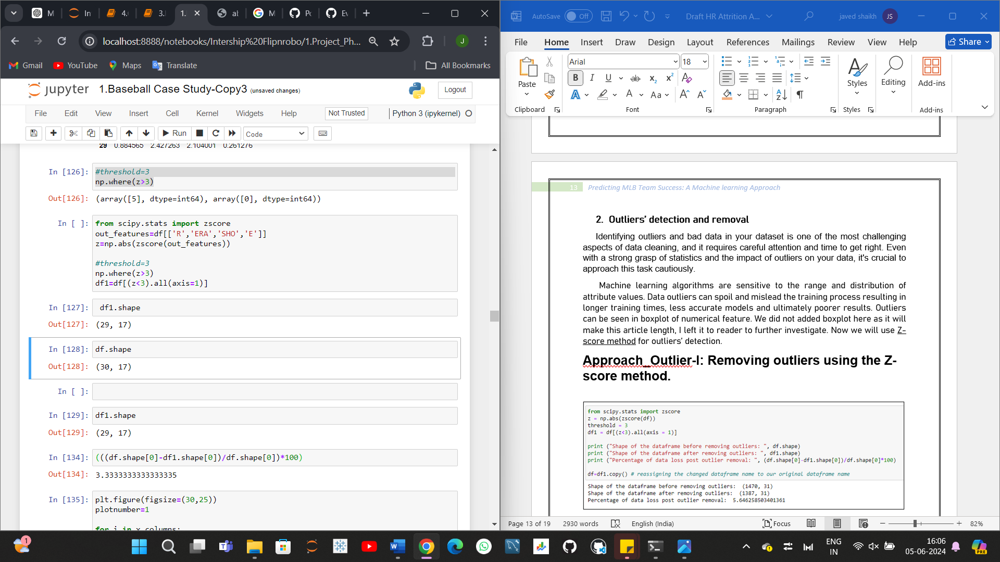 M
In
4.
3.
1.
ab
M
Pc
Ev
localhost:8888/notebooks/Intership%20Flipnrobo/1.Project_Ph...
J
Gmail
YouTube
Maps
Translate
All Bookmarks
jupyter
1.Baseball Case Study-Copy3 (unsaved changes)
Logout
File Edit View Insert Cell Kernel Widgets Help
Not Trusted
Python 3 (ipykernel)
Run
Code
29 0.884565 2.427263 2.104001 0.261276
In [126]: #threshold=3
np.where(z>3)
Out[126]: (array([5], dtype=int64), array([0], dtype=int64))
In [ ]: from scipy.stats import zscore
out_features=df[['R','ERA','SHO','E']]
z=np.abs(zscore(out_features))
#threshold=3
np.where(z>3)
df1=df[(z<3).all(axis=1)]
In [127]: df1.shape
Out[127]: (29, 17)
In [128]: df.shape
Out[128]: (30, 17)
In [ ]:
In [129]: df1.shape
Out[129]: (29, 17)
In [134]: (((df.shape[0]-df1.shape[0])/df.shape[0])*100)
Out[134]: 3.3333333333333335
In [135]: plt.figure(figsize=(30,25))
plotnumber=1
for i in x.columns:
AutoSave Off
Draft HR Attrition A...
javed shaikh JS
File Home Insert Draw Design Layout References Mailings Review View Help
Share
Paste
Arial
18
B I U ab x₂ x²
A A Aa A A
Styles
Editing
Add-ins
Clipboard Font Paragraph Styles Add-ins
13 Predicting MLB Team Success: A Machine learning Approach
2. Outliers’ detection and removal
Identifying outliers and bad data in your dataset is one of the most challenging
aspects of data cleaning, and it requires careful attention and time to get right. Even
with a strong grasp of statistics and the impact of outliers on your data, it's crucial to
approach this task cautiously.
Machine learning algorithms are sensitive to the range and distribution of
attribute values. Data outliers can spoil and mislead the training process resulting in
longer training times, less accurate models and ultimately poorer results. Outliers
can be seen in boxplot of numerical feature. We did not added boxplot here as it will
make this article length, I left it to reader to further investigate. Now we will use Z-
score method for outliers’ detection.
Approach_Outlier-I: Removing outliers using the Z-
score method.
from scipy.stats import zscore
z = np.abs(zscore(df))
threshold = 3
df1 = df[(z<3).all(axis = 1)]
print ("Shape of the dataframe before removing outliers: ", df.shape)
print ("Shape of the dataframe after removing outliers: ", df1.shape)
print ("Percentage of data loss post outlier removal: ", (df.shape[0]-df1.shape[0])/df.shape[0]*100)
df=df1.copy() # reassigning the changed dataframe name to our original dataframe name
Shape of the dataframe before removing outliers:  (1470, 31)
Shape of the dataframe after removing outliers:  (1387, 31)
Percentage of data loss post outlier removal:  5.646258503401361
Page 13 of 19
2930 words
English (India)
Focus
82%
1
ENG
IN
16:06
05-06-2024
PRE